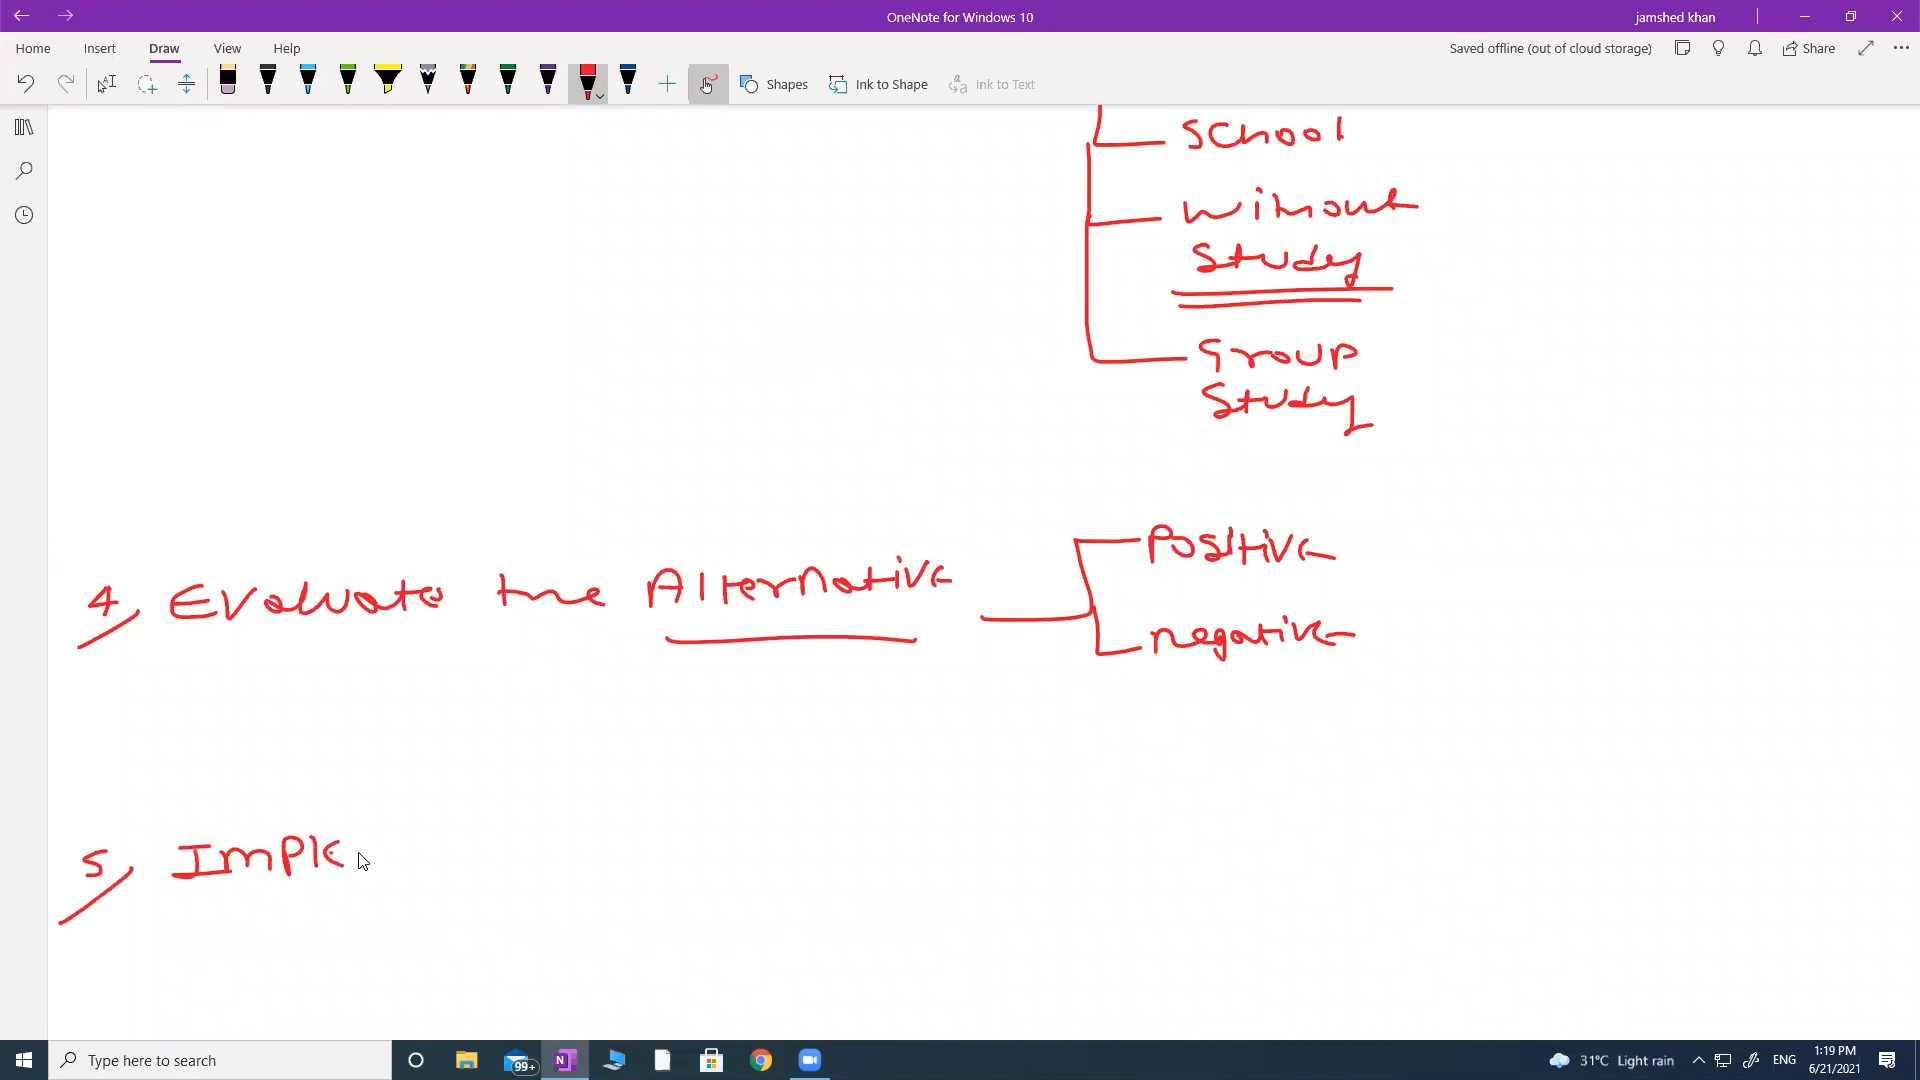 OneNote for Windows 10
jamshed khan
Home Insert Draw View Help
Saved offline (out of cloud storage)
Share
Shapes
Ink to Shape
Ink to Text
School
Without
Study
Group
Study
4, Evaluate the Alternative
Positive
negative
5, Imple
Type here to search
99+
31°C Light rain
ENG
1:19 PM
6/21/2021